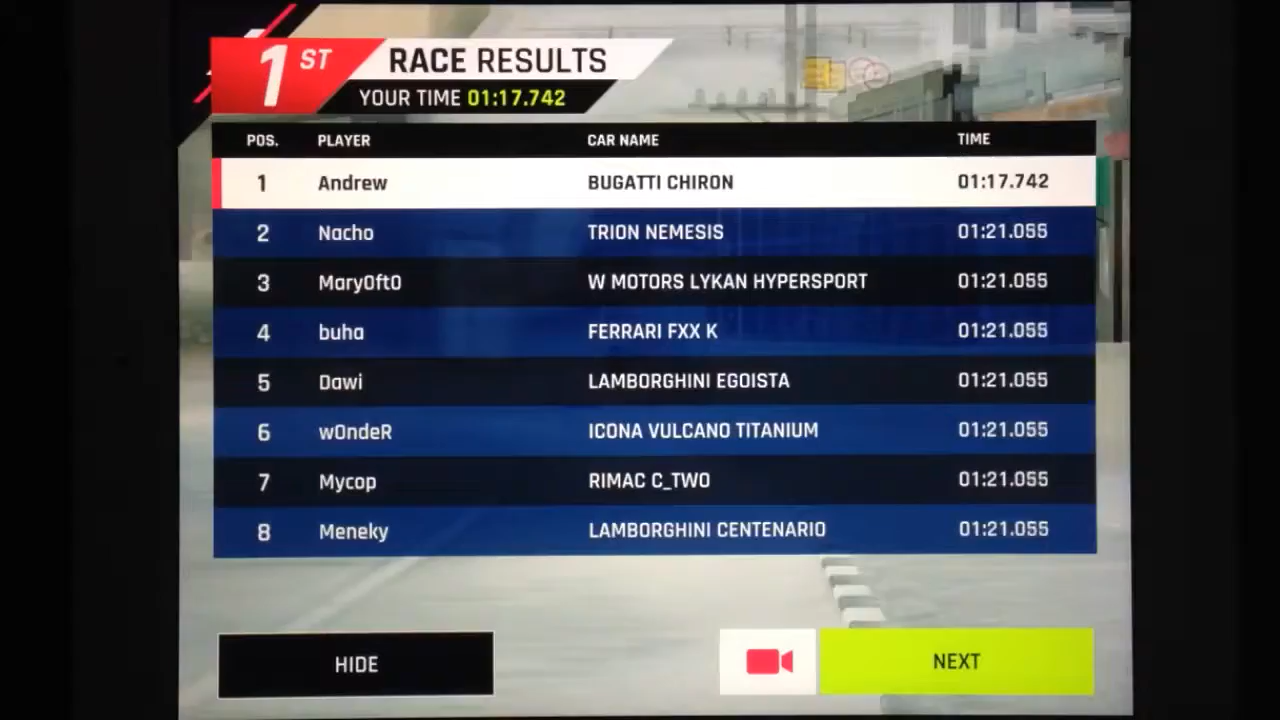 1ST
RACE RESULTS
YOUR TIME 01:17.742
POS. PLAYER CAR NAME TIME
1 Andrew BUGATTI CHIRON 01:17.742
2 Nacho TRION NEMESIS 01:21.055
3 Mary0ft0 W MOTORS LYKAN HYPERSPORT 01:21.055
4 buha FERRARI FXX K 01:21.055
5 Dawi LAMBORGHINI EGOISTA 01:21.055
6 w0ndeR ICONA VULCANO TITANIUM 01:21.055
7 Mycop RIMAC C_TWO 01:21.055
8 Meneky LAMBORGHINI CENTENARIO 01:21.055
HIDE NEXT